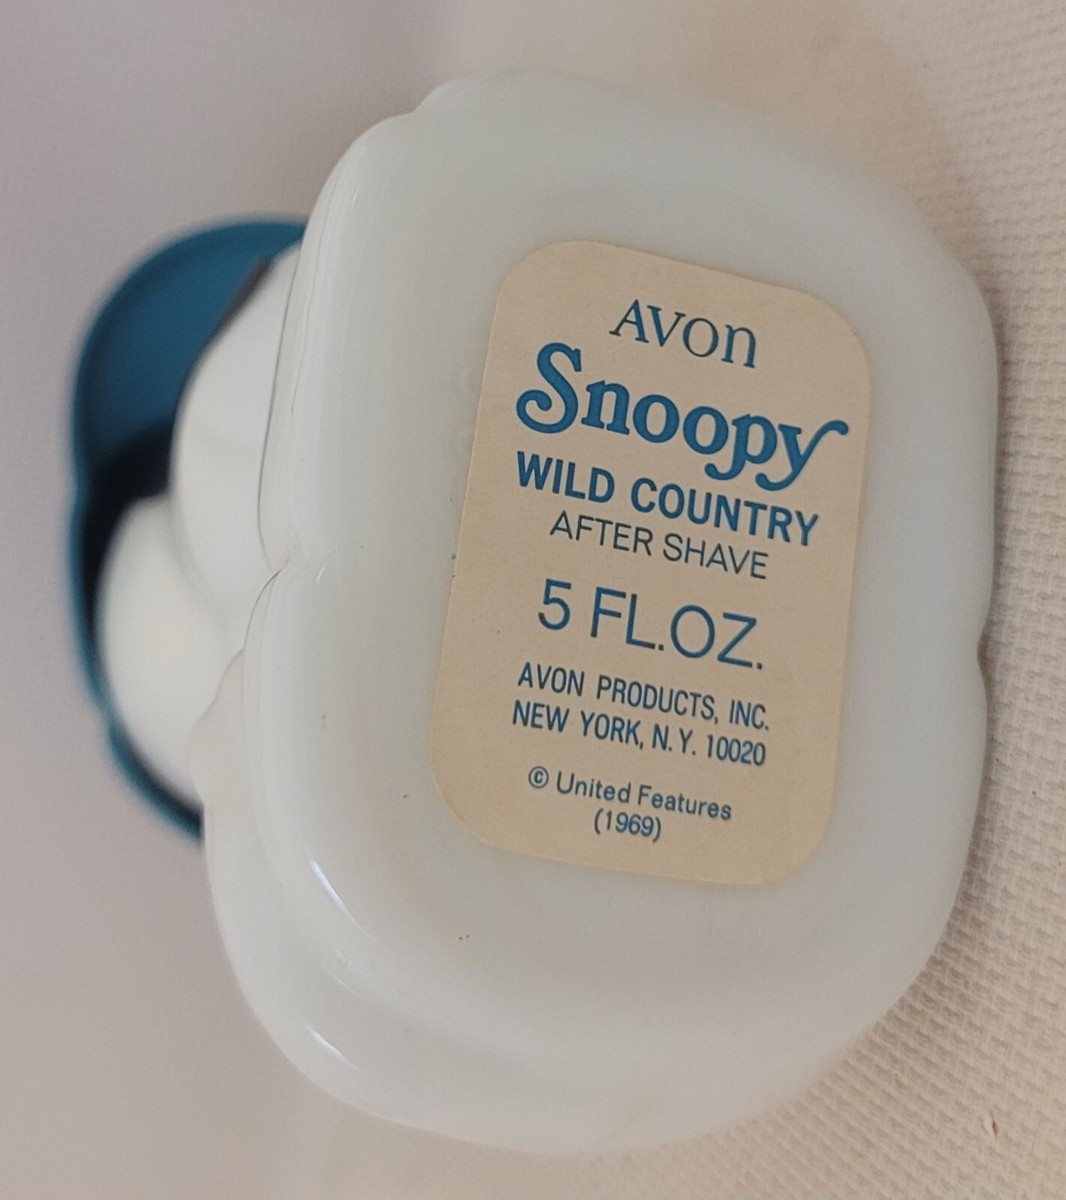 AVON
Snoopy
WILD COUNTRY
AFTER SHAVE
5 FL.OZ.
AVON PRODUCTS, INC.
NEW YORK, N.Y. 10020
© United Features
(1969)